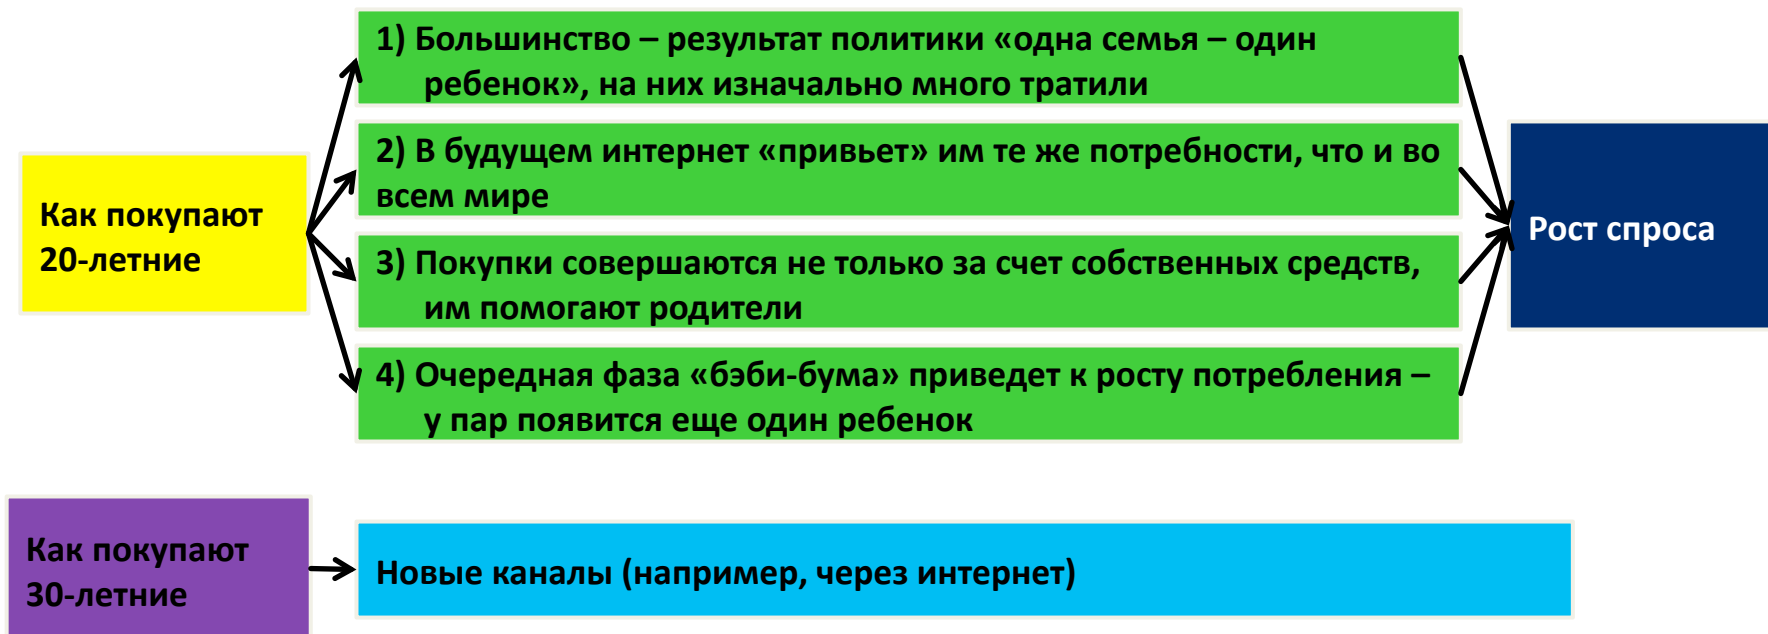 1) Большинство – результат политики «одна семья – один
ребенок», на них изначально много тратили
2) В будущем интернет «привьет» им те же потребности, что и во
всем мире
Как покупают
20-летние
Рост спроса
3) Покупки совершаются не только за счет собственных средств,
им помогают родители
4) Очередная фаза «бэби-бума» приведет к росту потребления –
у пар появится еще один ребенок
Как покупают
30-летние
Новые каналы (например, через интернет)